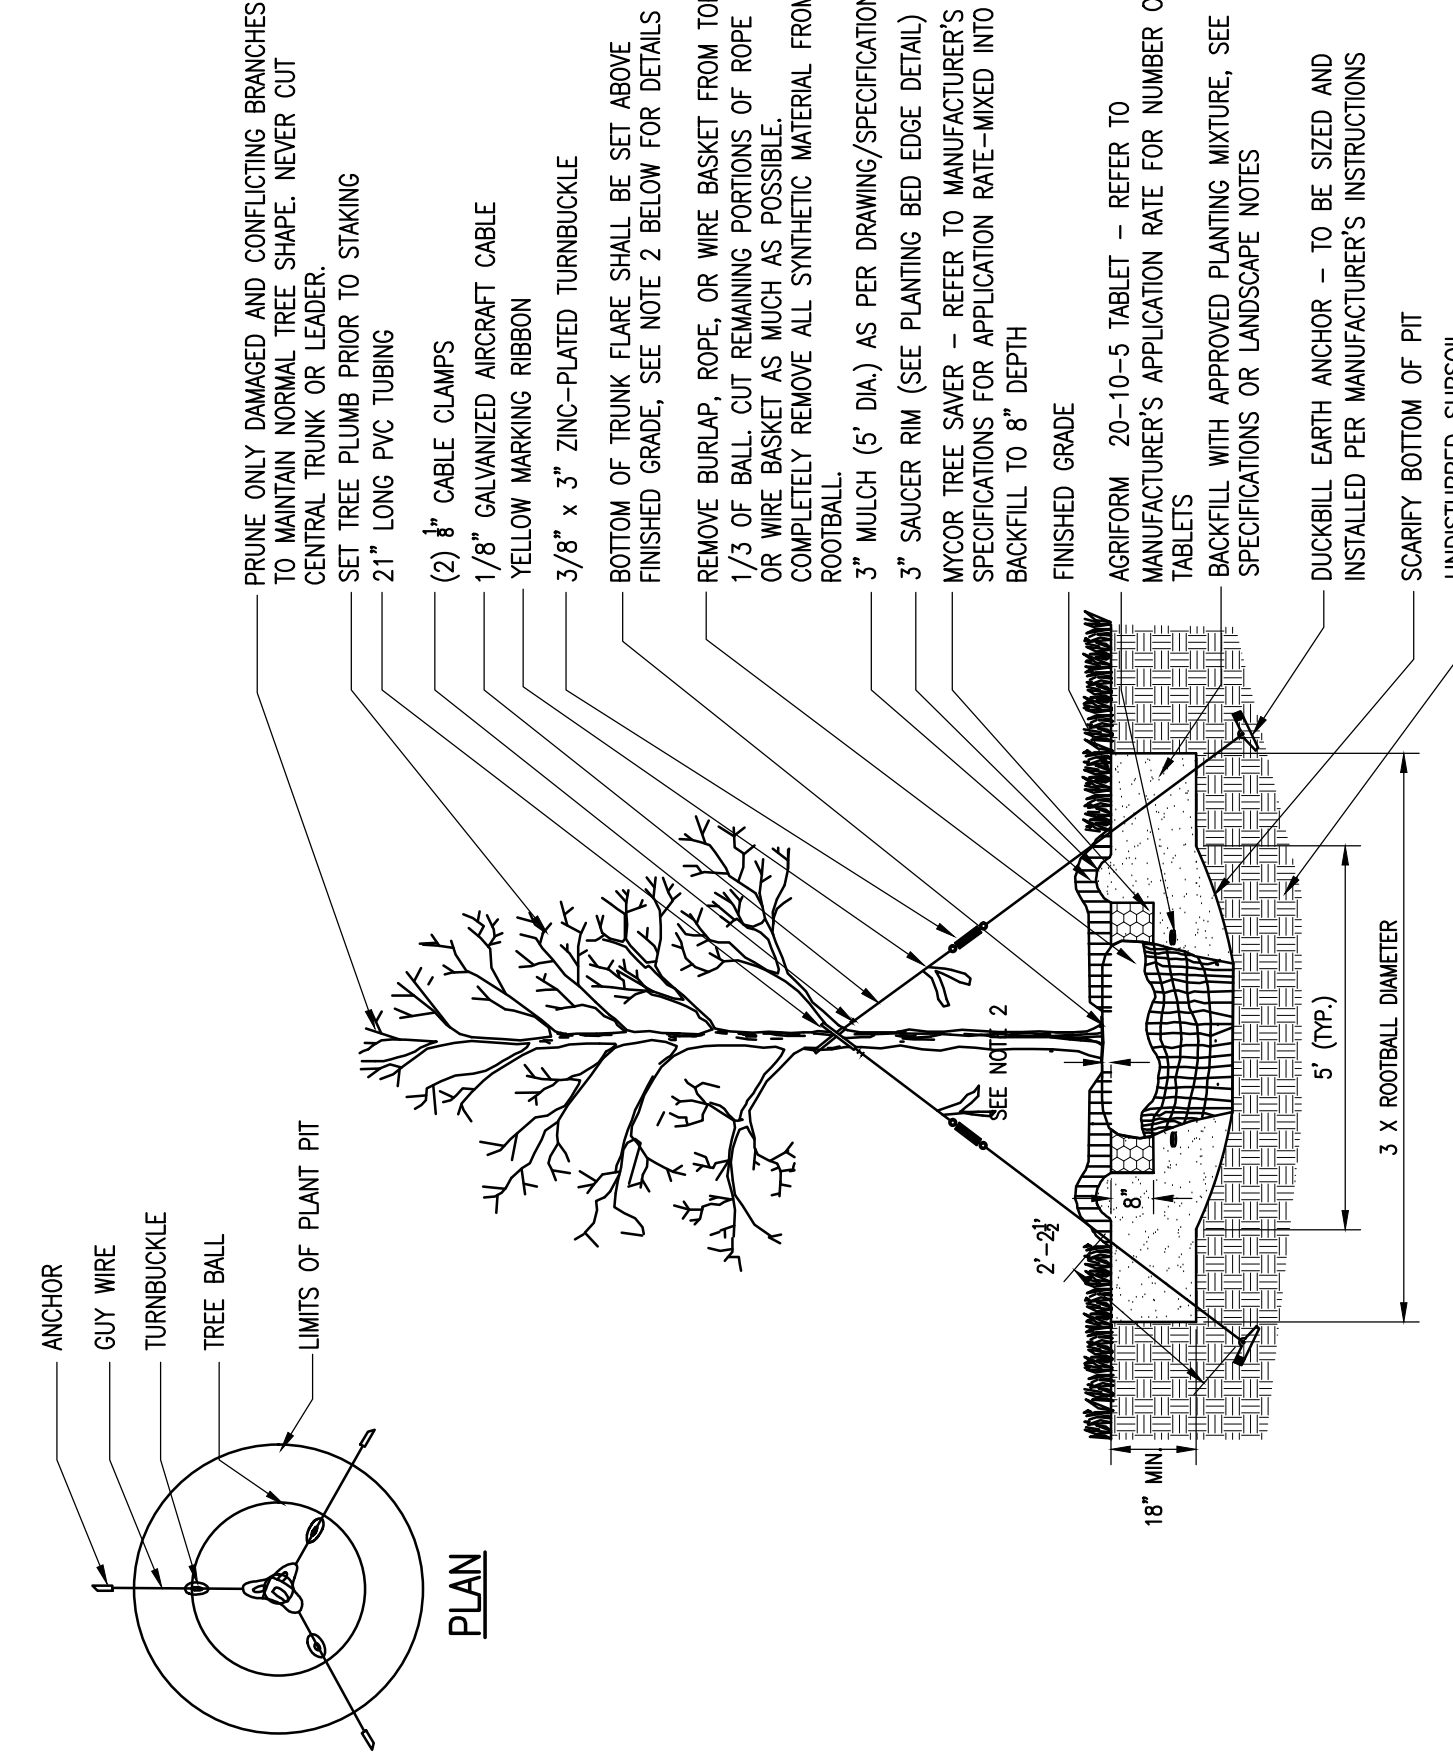 ANCHOR
GUY WIRE
TURNBUCKLE
TREE BALL
LIMITS OF PLANT PIT
PLAN
PRUNE ONLY DAMAGED AND CONFLICTING BRANCHES
TO MAINTAIN NORMAL TREE SHAPE. NEVER CUT
CENTRAL TRUNK OR LEADER.
SET TREE PLUMB PRIOR TO STAKING
21" LONG PVC TUBING
(2) 1/8" CABLE CLAMPS
1/8" GALVANIZED AIRCRAFT CABLE
YELLOW MARKING RIBBON
3/8" x 3" ZINC-PLATED TURNBUCKLE
BOTTOM OF TRUNK FLARE SHALL BE SET ABOVE
FINISHED GRADE, SEE NOTE 2 BELOW FOR DETAILS
REMOVE BURLAP, ROPE, OR WIRE BASKET FROM
1/3 OF BALL. CUT REMAINING PORTIONS OF ROPE
OR WIRE BASKET AS MUCH AS POSSIBLE.
COMPLETELY REMOVE ALL SYNTHETIC MATERIAL FROM
ROOTBALL.
3" MULCH (5' DIA.) AS PER DRAWING/SPECIFICATION
3" SAUCER RIM (SEE PLANTING BED EDGE DETAIL)
MYCOR TREE SAVER - REFER TO MANUFACTURER'S
SPECIFICATIONS FOR APPLICATION RATE-MIXED INTO
BACKFILL TO 8" DEPTH
FINISHED GRADE
AGRIFORM 20-10-5 TABLET - REFER TO
MANUFACTURER'S APPLICATION RATE FOR NUMBER
TABLETS
BACKFILL WITH APPROVED PLANTING MIXTURE, SEE
SPECIFICATIONS OR LANDSCAPE NOTES
DUCKBILL EARTH ANCHOR - TO BE SIZED AND
INSTALLED PER MANUFACTURER'S INSTRUCTIONS
SCARIFY BOTTOM OF PIT
SEE NOTE 2
2'-2½'
8"
18" MIN.
5' (TYP.)
3 X ROOTBALL DIAMETER